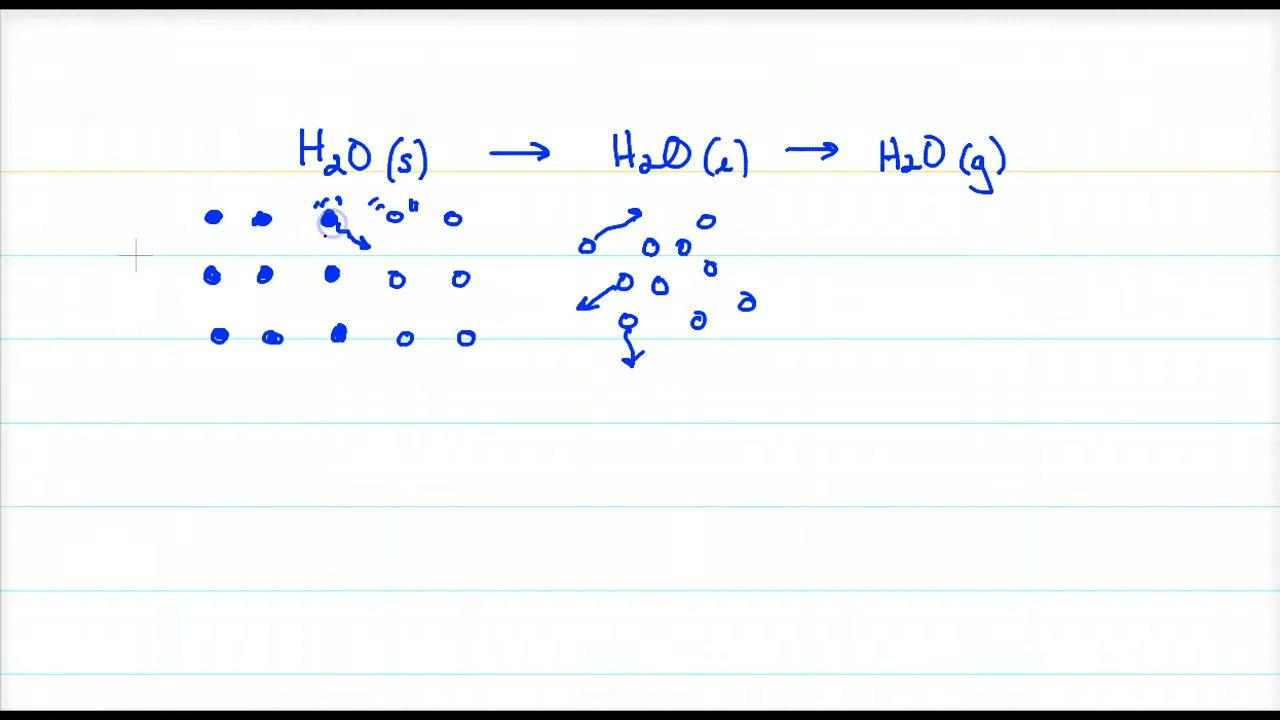 H₂O (s) → H₂O (l) → H₂O (g)